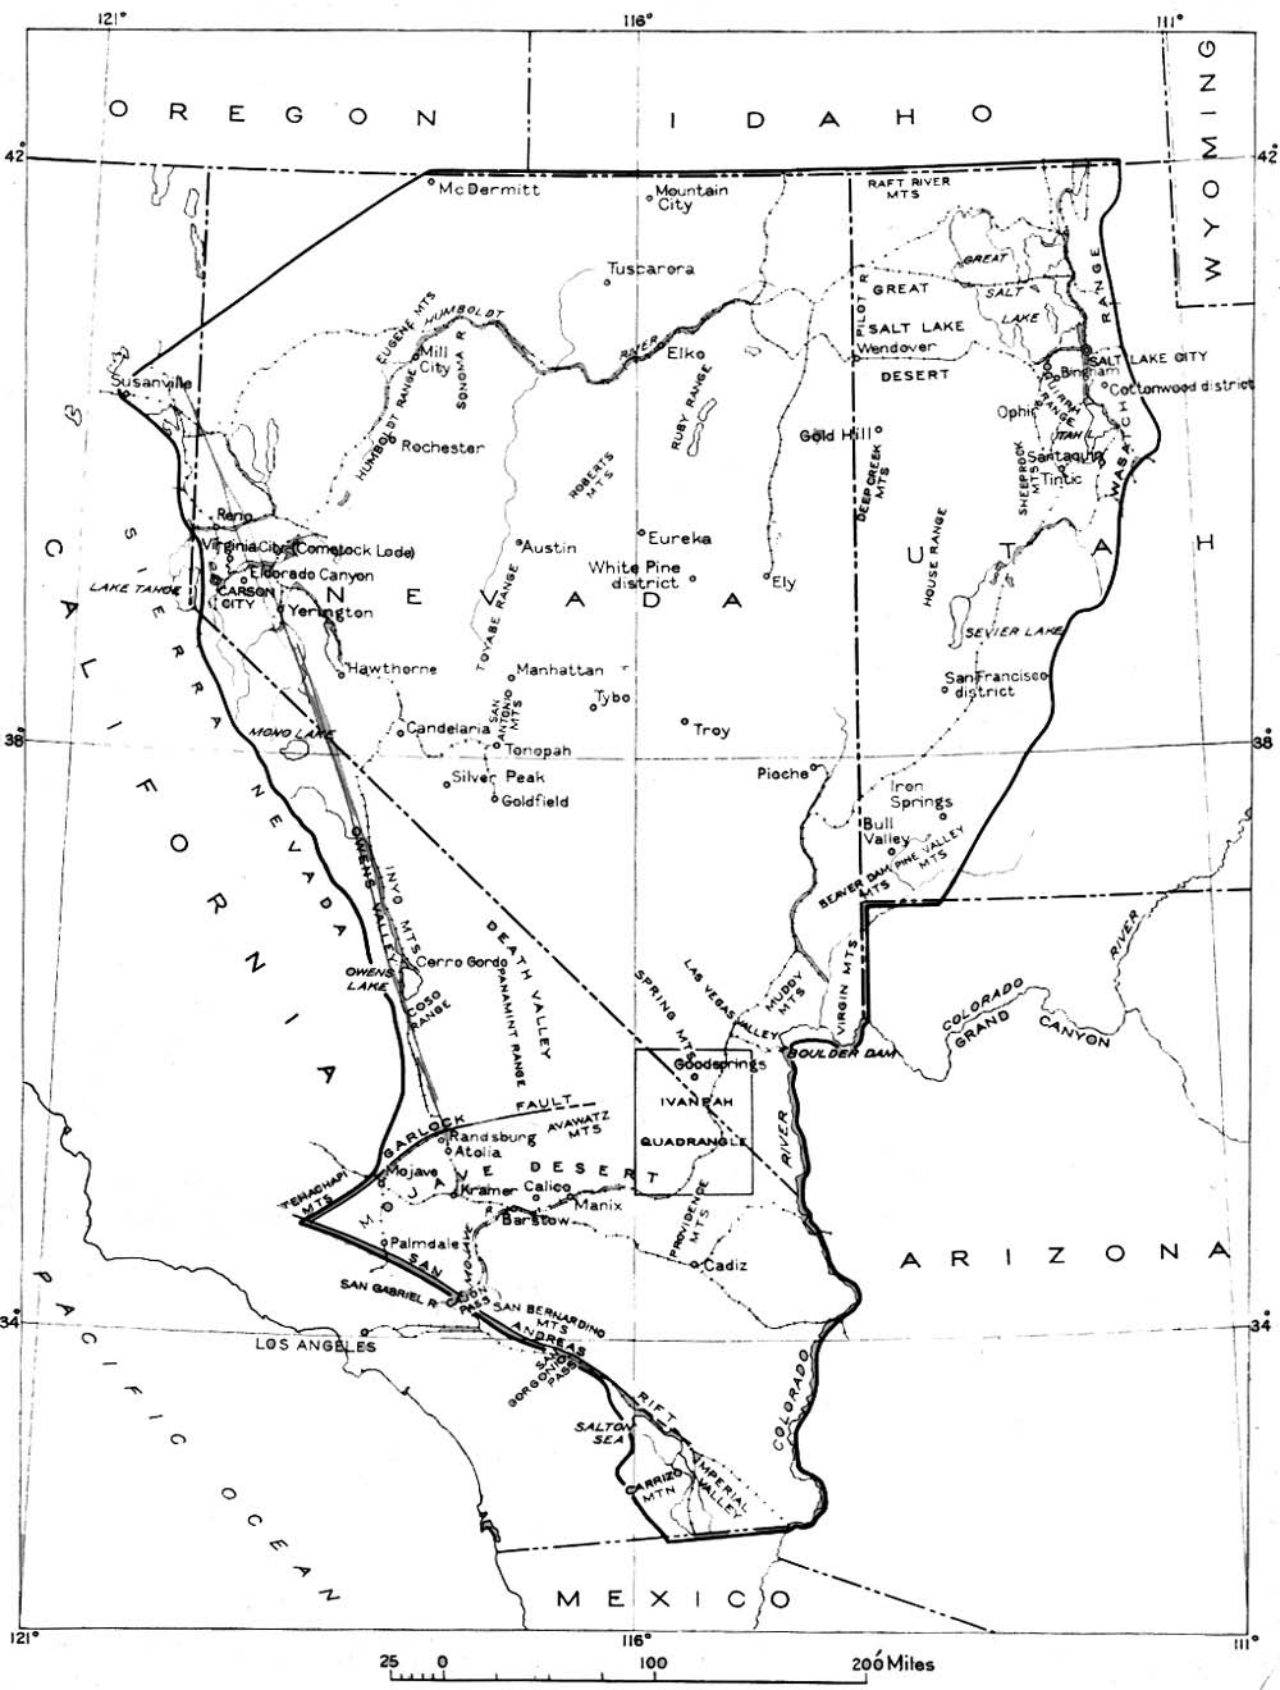 121° 116° 111°
OREGON
IDAHO
WYOMING
42° 42°
McDermitt
Mountain
City
RAFT RIVER
MTS
Tuscarora
GREAT
SALT
LAKE
PILOT R
GREAT
SALT LAKE
DESERT
Wendover
RANGE
WASATCH
EUGENE MTS
HUMBOLDT
RIVER
Mill
City
SONOMA R
HUMBOLDT RANGE
Elko
RUBY RANGE
SALT LAKE CITY
Bingham
Cottonwood district
Susanville
Ophir
Rochester
Gold Hill
Santaquin
Tintic
SHEEPROCK
MTS
DEEP CREEK
MTS
ROBERTS
MTS
Reno
Virginia City (Comstock Lode)
Eldorado Canyon
LAKE TAHOE
CARSON
CITY
Yerington
Austin
Eureka
White Pine
district
Ely
HOUSE RANGE
UTAH
NEVADA
CALIFORNIA
SIERRA NEVADA
TOYABE RANGE
SEVIER LAKE
Hawthorne
Manhattan
Tybo
San Francisco
district
SAN
ANTONIO
MTS
Candelaria
Tonopah
Troy
MONO LAKE
38° 38°
Silver Peak
Goldfield
Pioche
Iron
Springs
Bull
Valley
BEAVER DAM
MTS
PINE VALLEY
MTS
OWENS VALLEY
INYO MTS
DEATH VALLEY
Cerro Gordo
PANAMINT RANGE
OWENS
LAKE
COSO
RANGE
SPRING MTS
LAS VEGAS VALLEY
MUDDY
MTS
VIRGIN MTS
COLORADO
RIVER
GRAND CANYON
BOULDER DAM
Goodsprings
IVANPAH
QUADRANGLE
GARLOCK FAULT
AVAWATZ
MTS
Randsburg
Atolia
TEHACHAPI
MTS
Mojave
MOJAVE DESERT
Kramer
Calico
Manix
Barstow
MOJAVE R
PROVIDENCE
MTS
Cadiz
Palmdale
SAN GABRIEL R
CAJON
PASS
SAN BERNARDINO
MTS
SAN ANDREAS RIFT
SAN
GORGONIO
PASS
34° 34°
LOS ANGELES
COLORADO RIVER
ARIZONA
PACIFIC OCEAN
SALTON
SEA
CARRIZO
MTN
IMPERIAL
VALLEY
MEXICO
121° 116° 111°
25 0 100 200 Miles